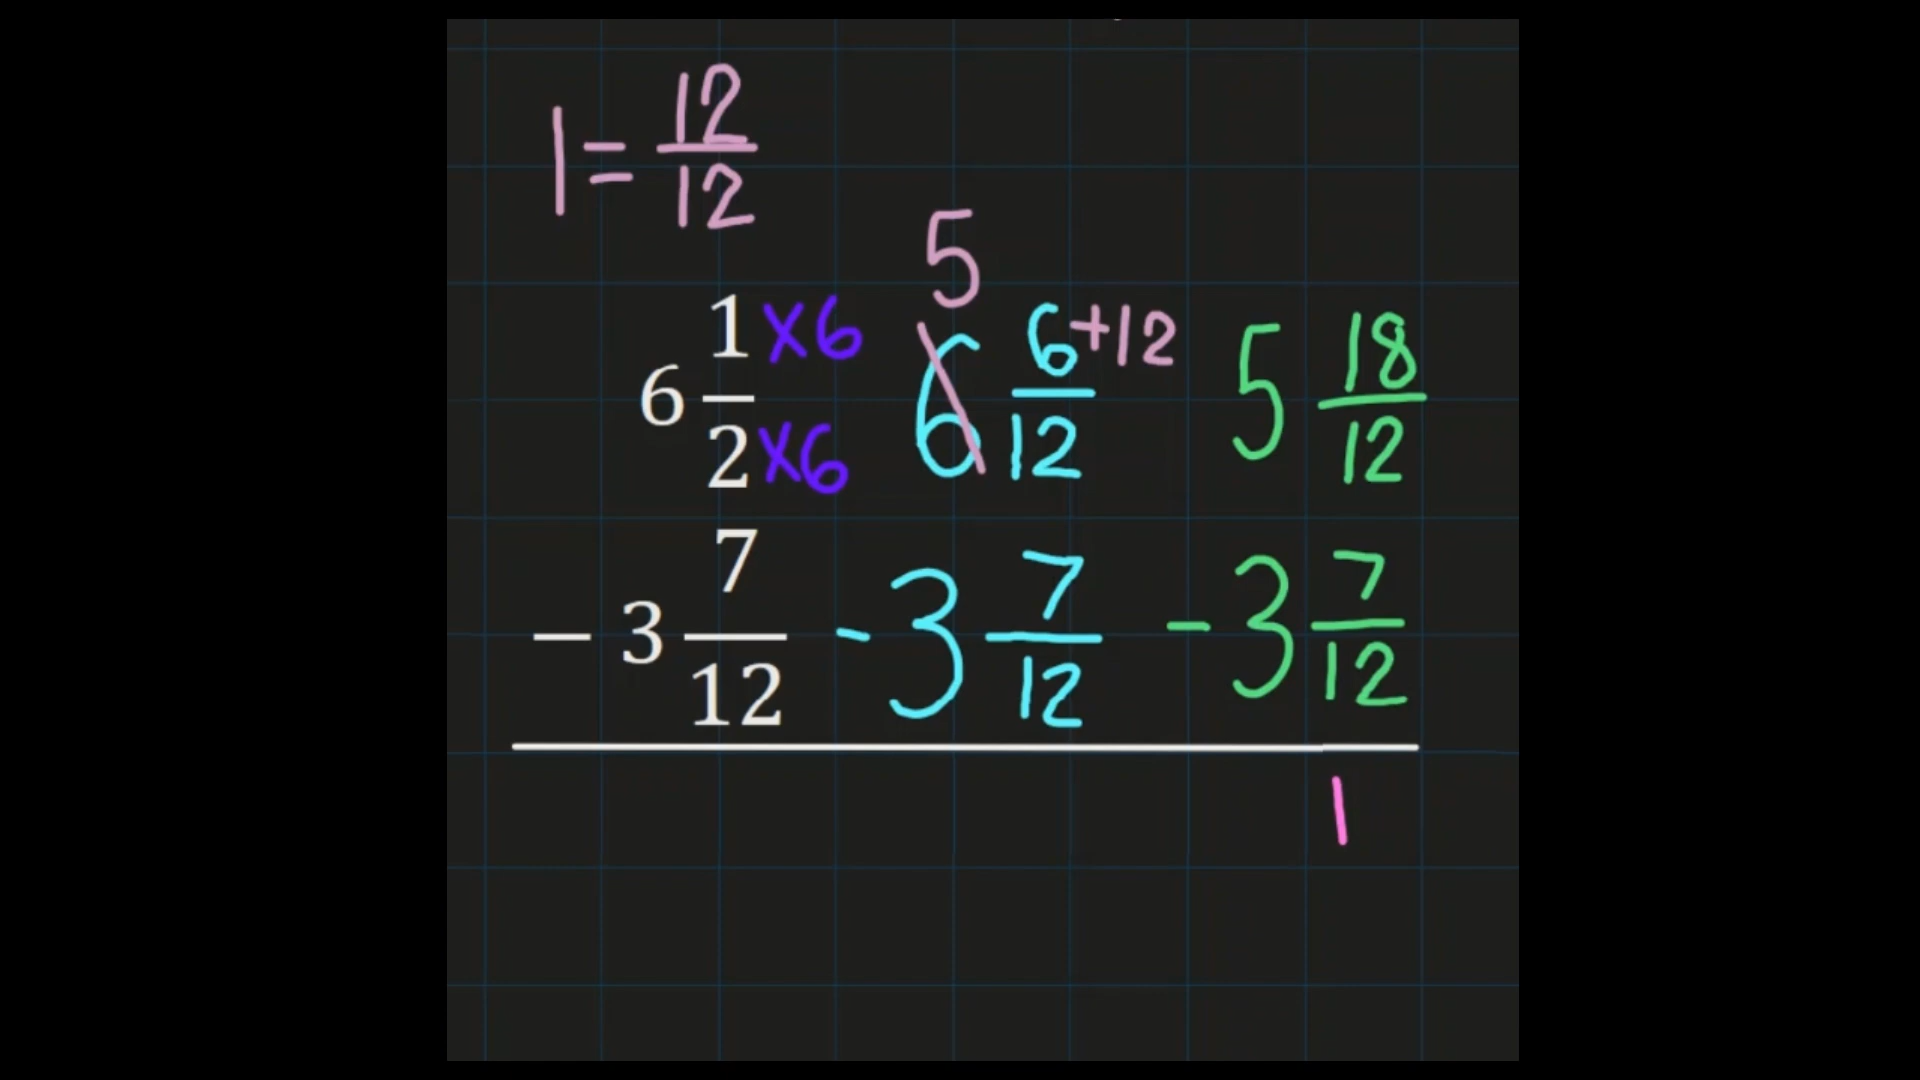 1 = 12/12
5
6 1/2 ×6 ×6 6 6/12 +12 5 18/12
− 3 7/12 - 3 7/12 - 3 7/12
1